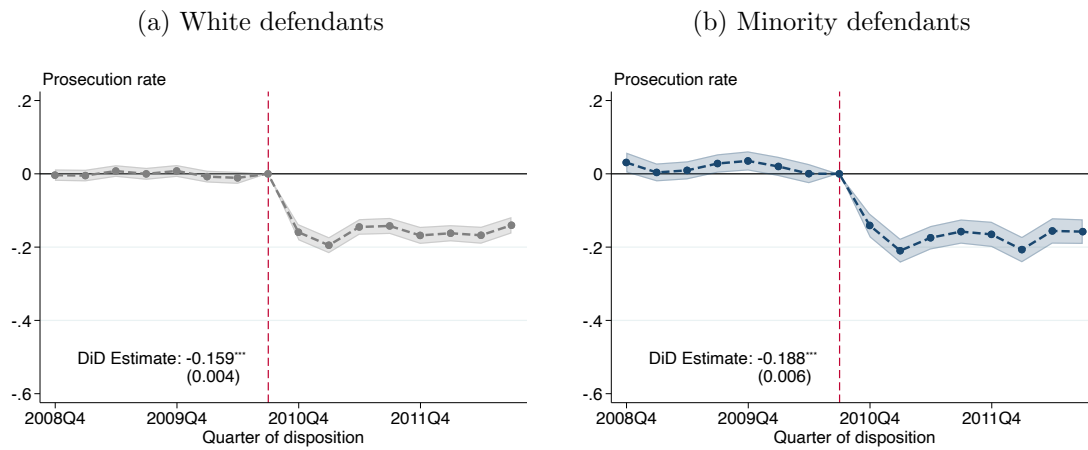 (a) White defendants
Prosecution rate
.2
0
-.2
-.4
-.6
DiD Estimate: -0.159***
(0.004)
2008Q4 2009Q4 2010Q4 2011Q4
Quarter of disposition
(b) Minority defendants
Prosecution rate
.2
0
-.2
-.4
-.6
DiD Estimate: -0.188***
(0.006)
2008Q4 2009Q4 2010Q4 2011Q4
Quarter of disposition